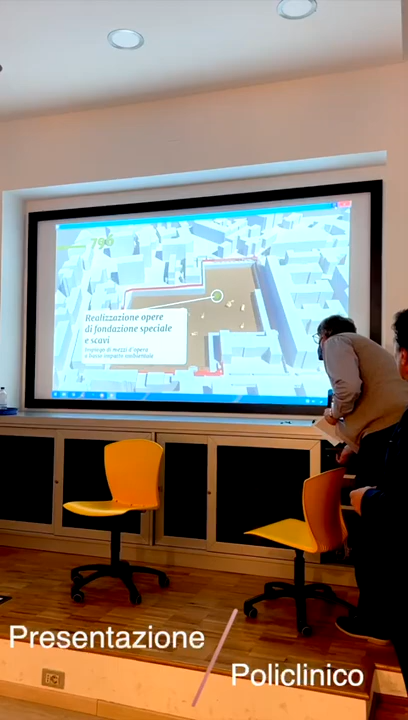 Realizzazione opere
di fondazione speciale
e scavi
Impiego di mezzi d'opera
a basso impatto ambientale
Presentazione
Policlinico